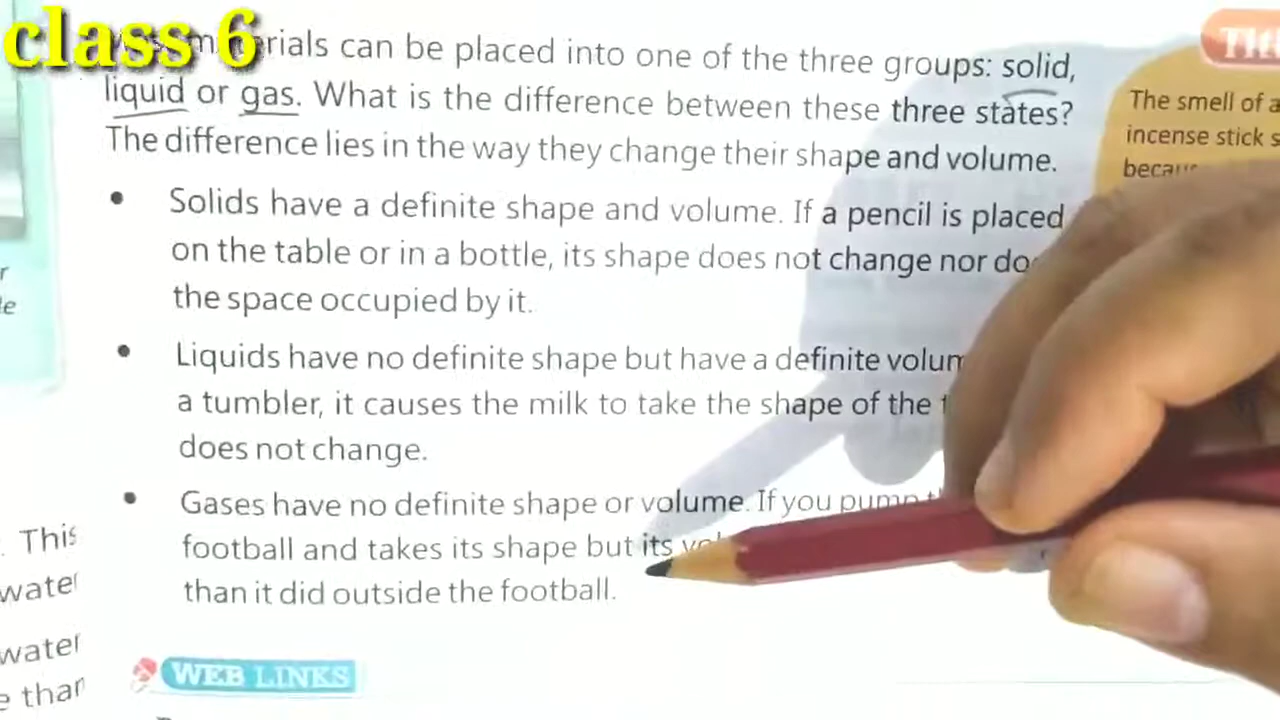 class 6
rials can be placed into one of the three groups: solid,
liquid or gas. What is the difference between these three states?
The difference lies in the way they change their shape and volume.
• Solids have a definite shape and volume. If a pencil is placed
on the table or in a bottle, its shape does not change nor do
the space occupied by it.
• Liquids have no definite shape but have a definite volum
a tumbler, it causes the milk to take the shape of the
does not change.
• Gases have no definite shape or volume. If you pump
football and takes its shape but its
than it did outside the football.
WEB LINKS
The smell of a
incense stick s
This
water
water
than